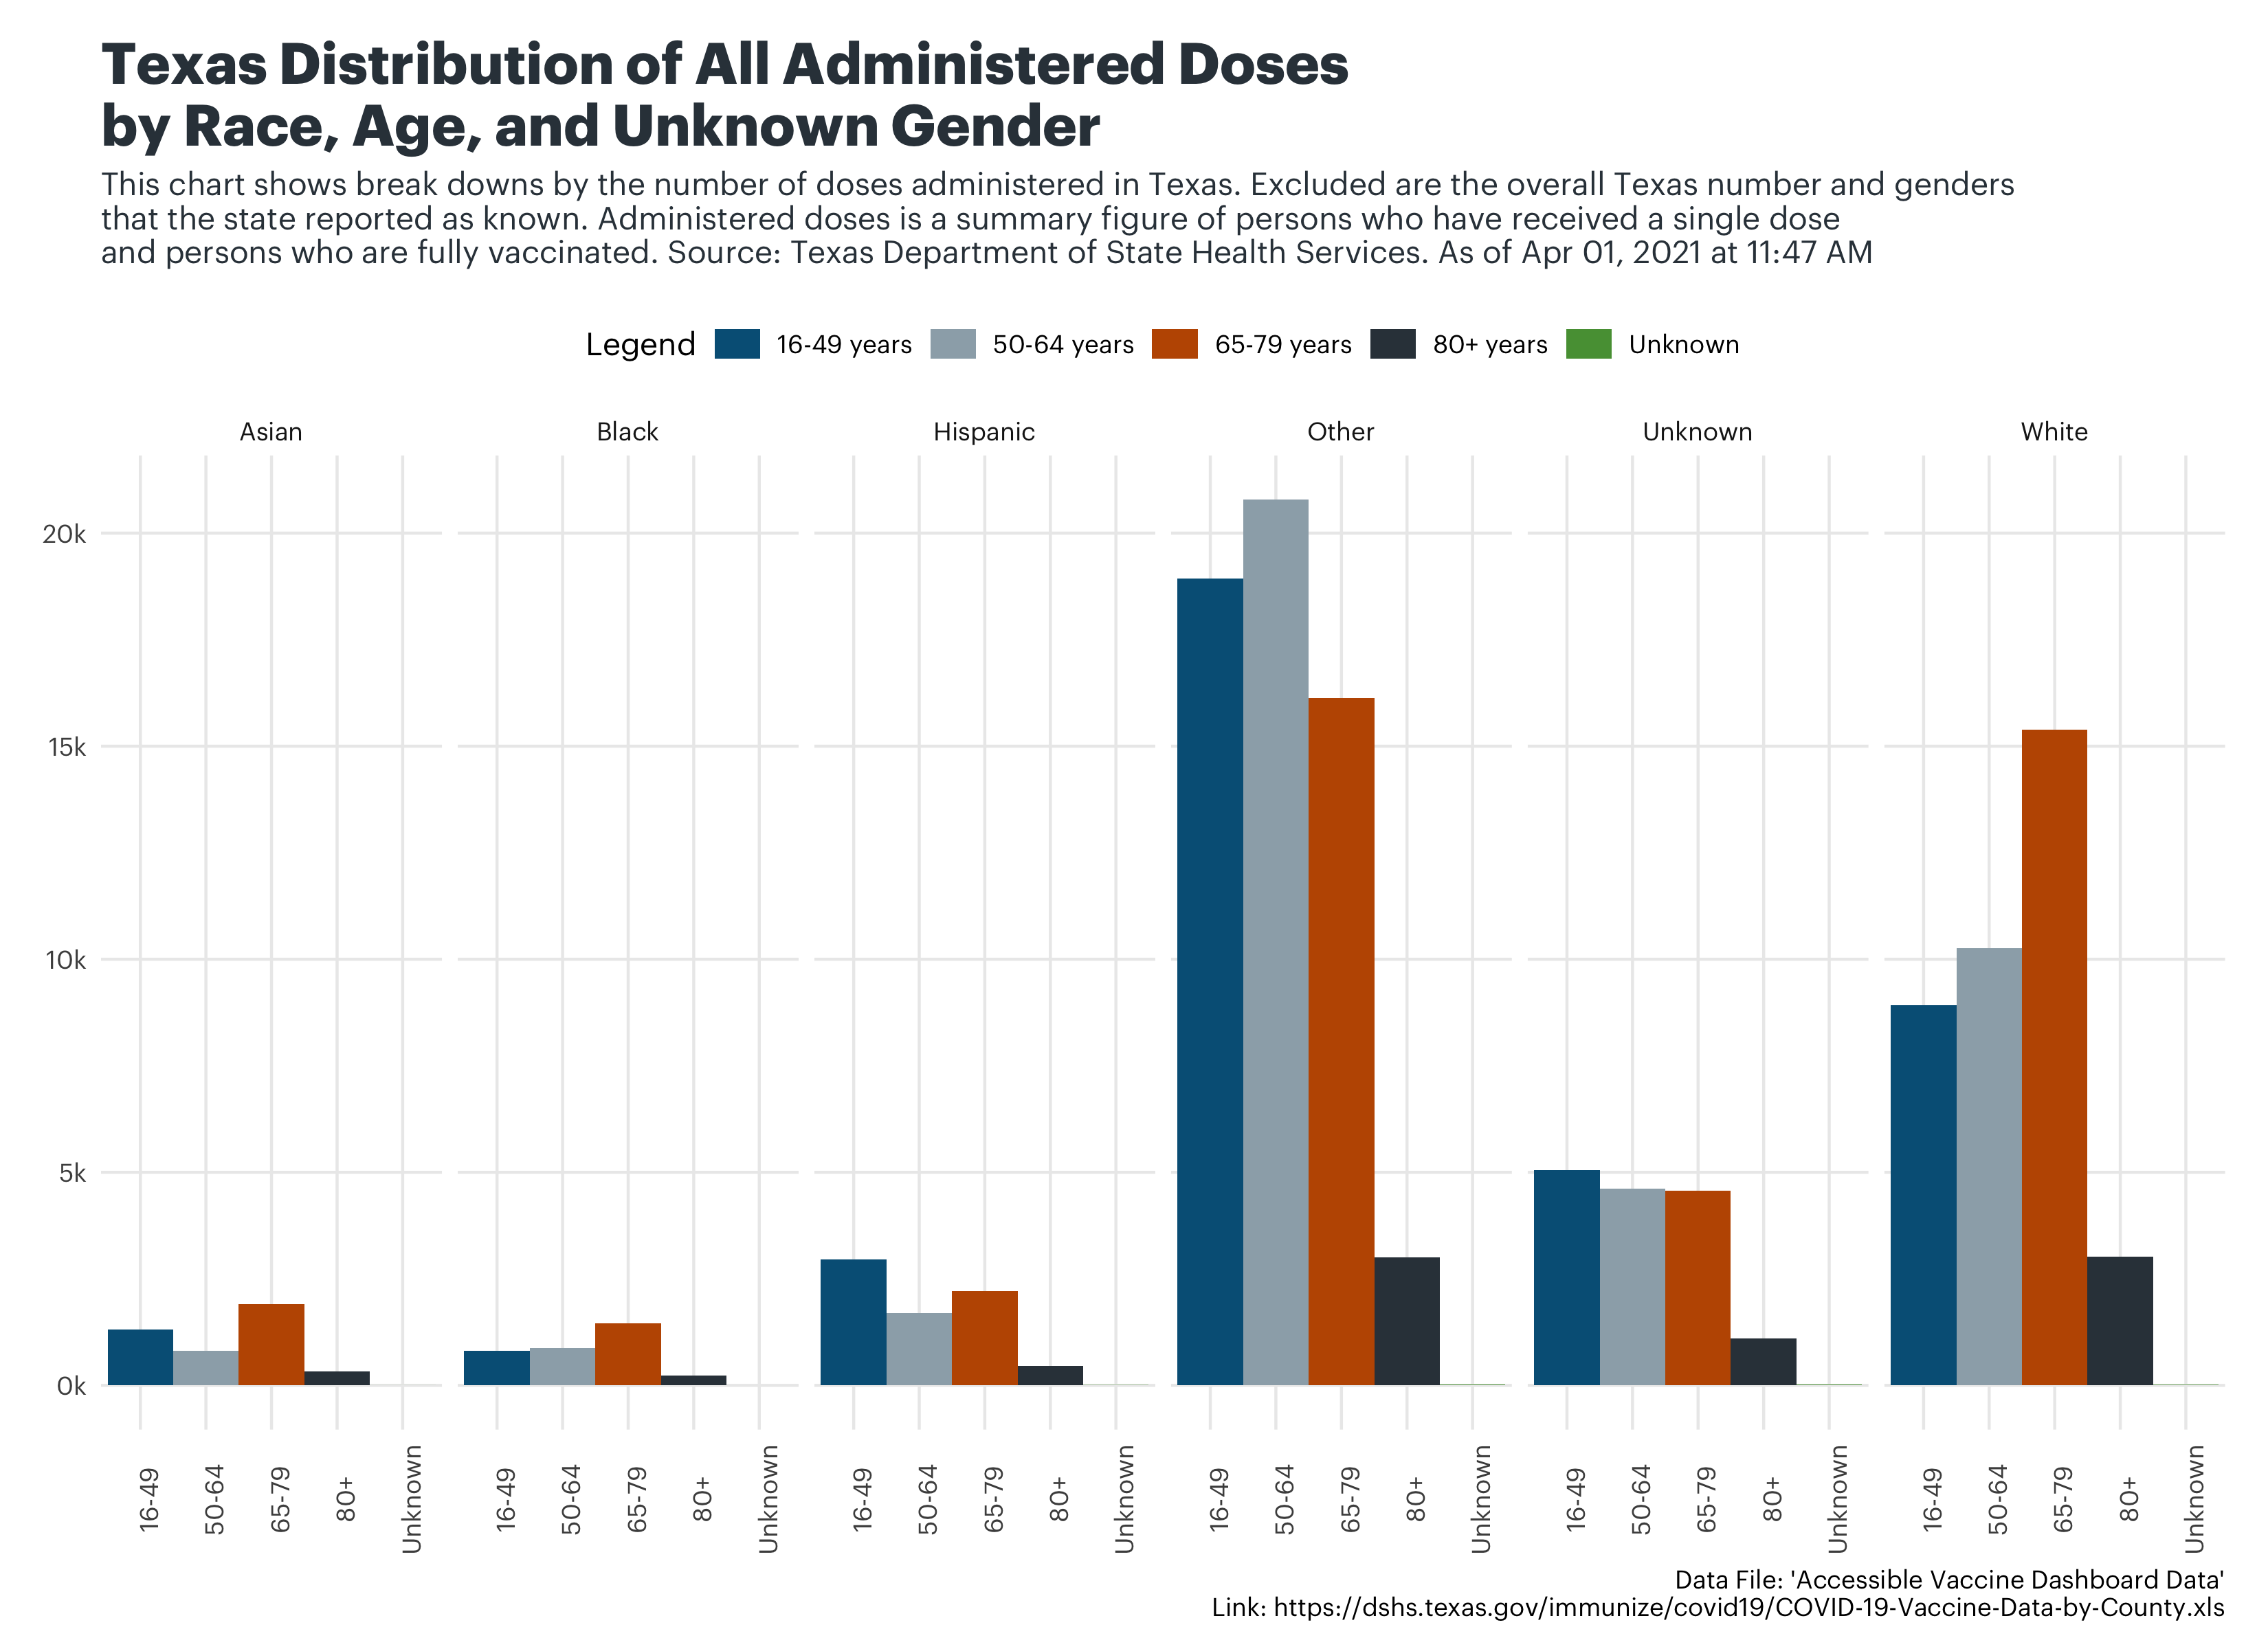 Texas Distribution of All Administered Doses
by Race, Age, and Unknown Gender
This chart shows break downs by the number of doses administered in Texas. Excluded are the overall Texas number and genders
that the state reported as known. Administered doses is a summary figure of persons who have received a single dose
and persons who are fully vaccinated. Source: Texas Department of State Health Services. As of Apr 01, 2021 at 11:47 AM
Legend 16-49 years 50-64 years 65-79 years 80+ years Unknown
Asian Black Hispanic Other Unknown White
20k
15k
10k
5k
0k
16-49 50-64 65-79 80+ Unknown 16-49 50-64 65-79 80+ Unknown 16-49 50-64 65-79 80+ Unknown 16-49 50-64 65-79 80+ Unknown 16-49 50-64 65-79 80+ Unknown 16-49 50-64 65-79 80+ Unknown
Data File: 'Accessible Vaccine Dashboard Data'
Link: https://dshs.texas.gov/immunize/covid19/COVID-19-Vaccine-Data-by-County.xls